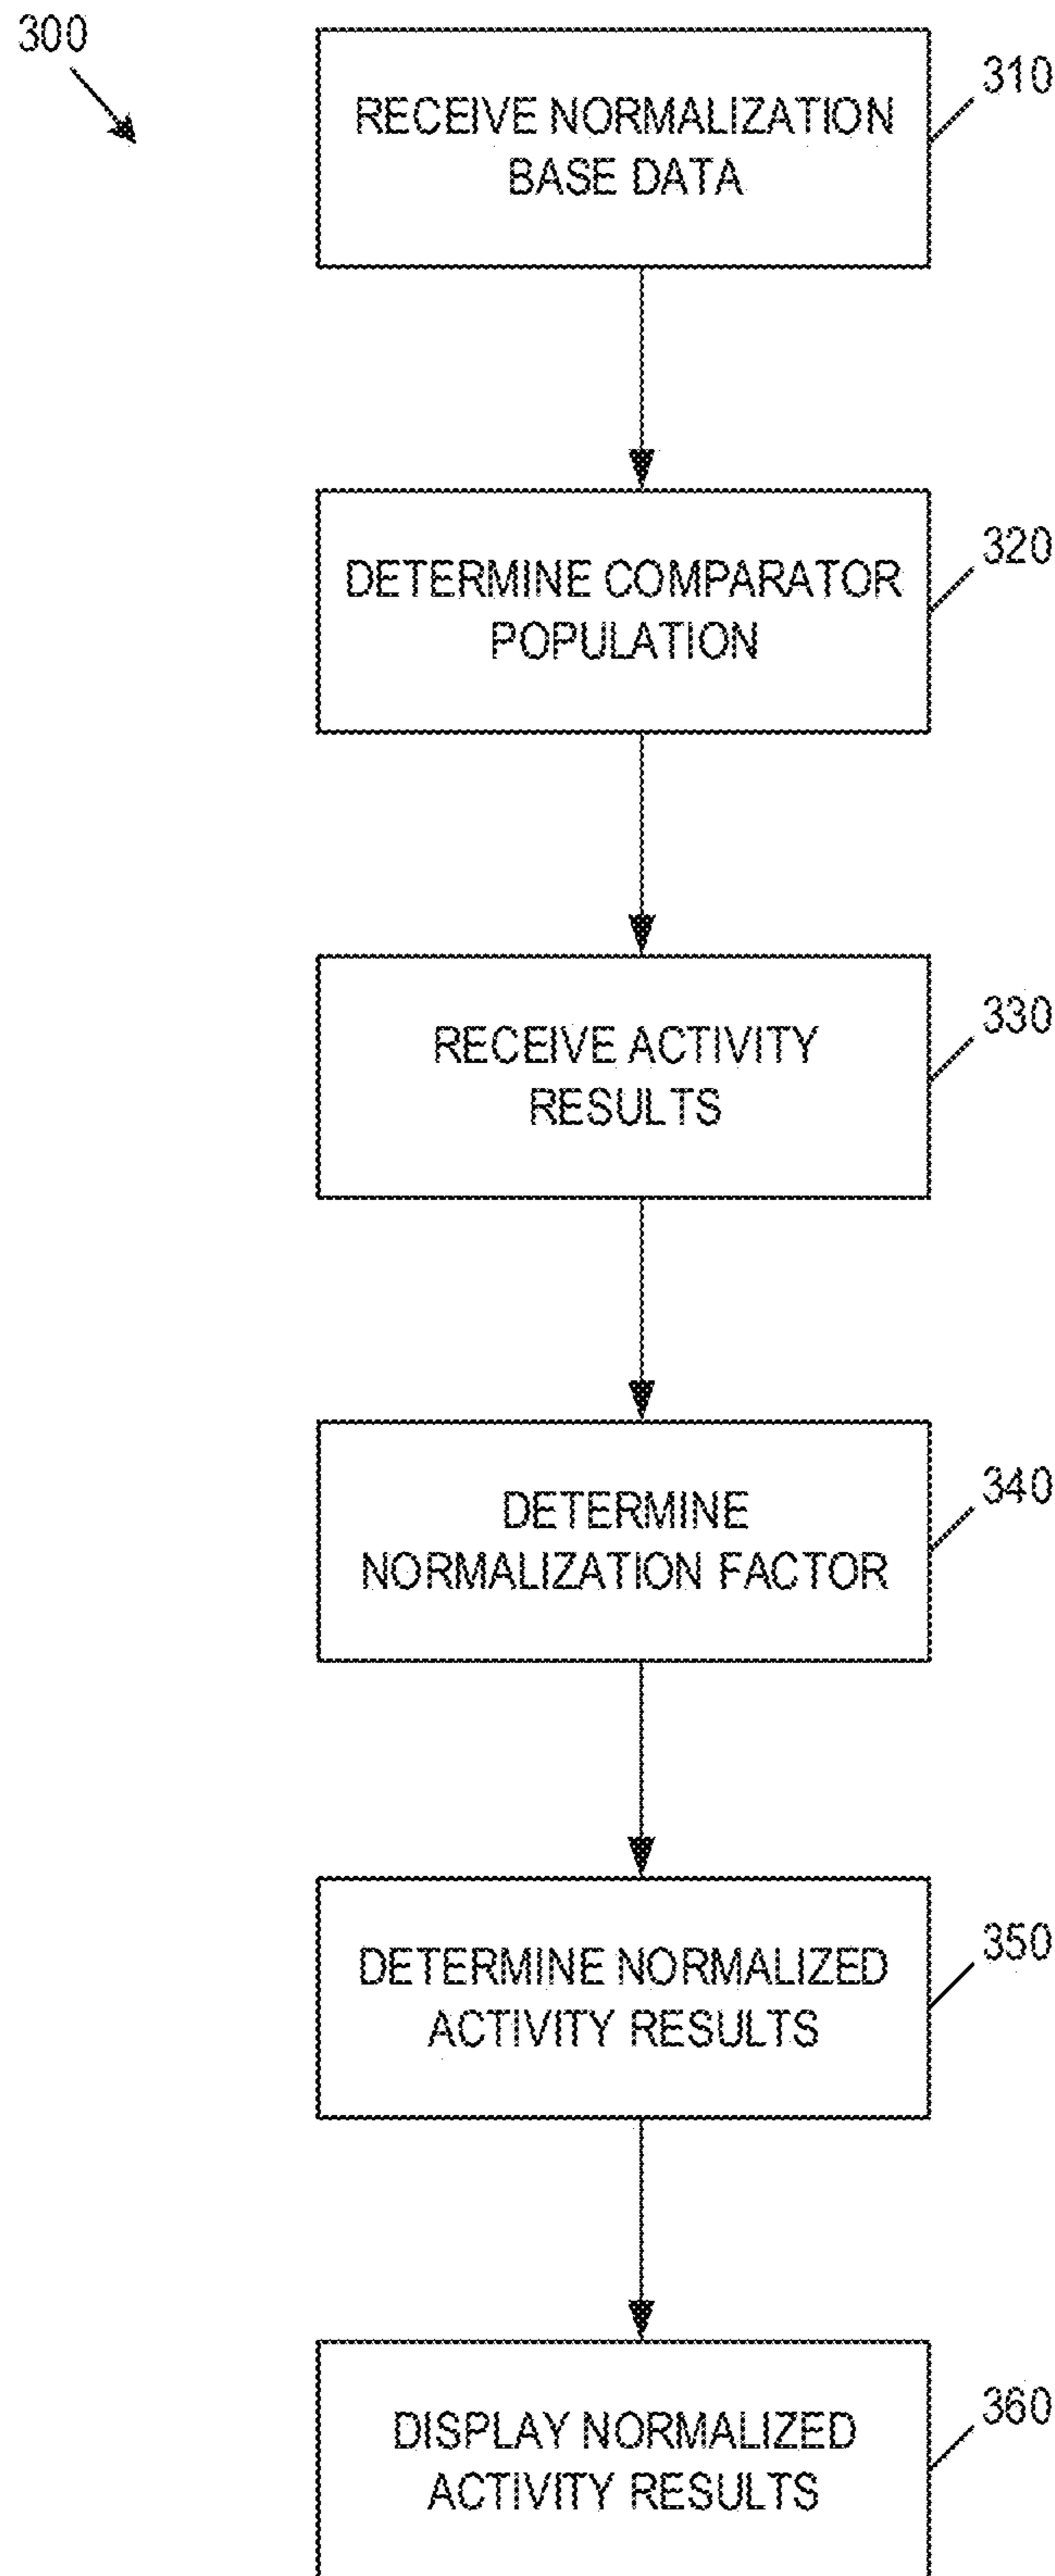 300
310
RECEIVE NORMALIZATION
BASE DATA
320
DETERMINE COMPARATOR
POPULATION
330
RECEIVE ACTIVITY
RESULTS
340
DETERMINE
NORMALIZATION FACTOR
350
DETERMINE NORMALIZED
ACTIVITY RESULTS
360
DISPLAY NORMALIZED
ACTIVITY RESULTS